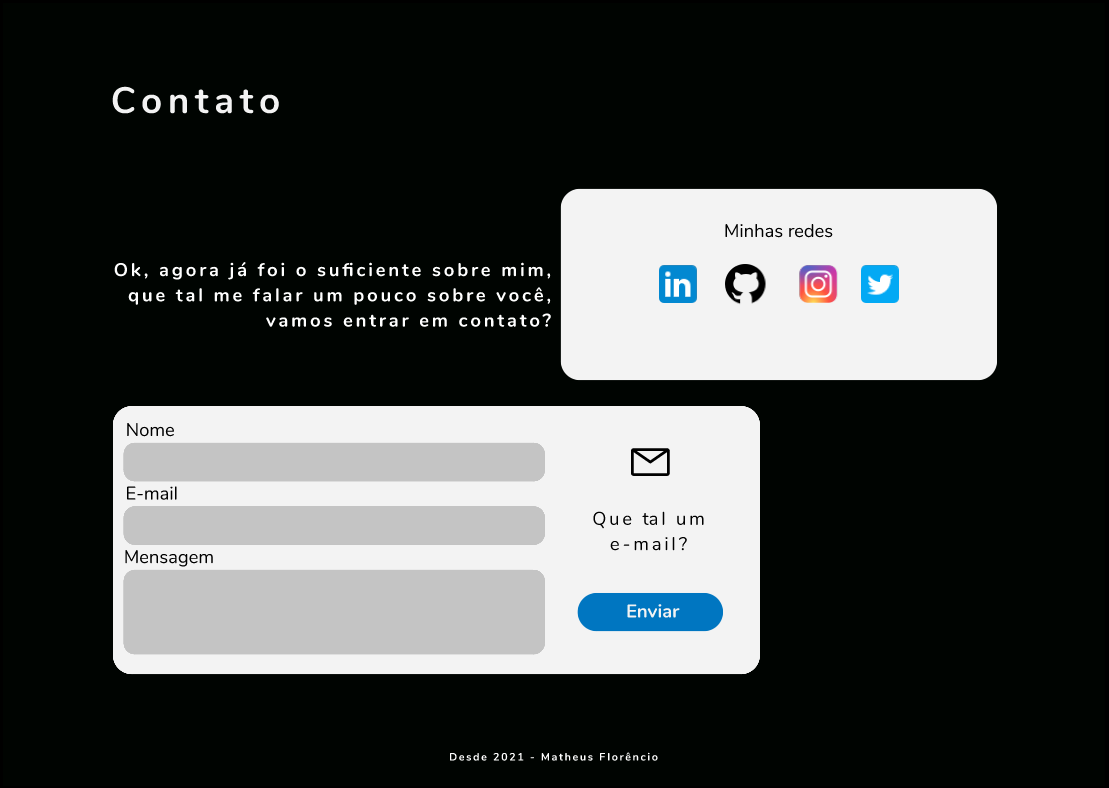 Contato
Ok, agora já foi o suficiente sobre mim,
que tal me falar um pouco sobre você,
vamos entrar em contato?
Minhas redes
in
Nome
E-mail
Mensagem
Que tal um
e-mail?
Enviar
Desde 2021 - Matheus Florêncio